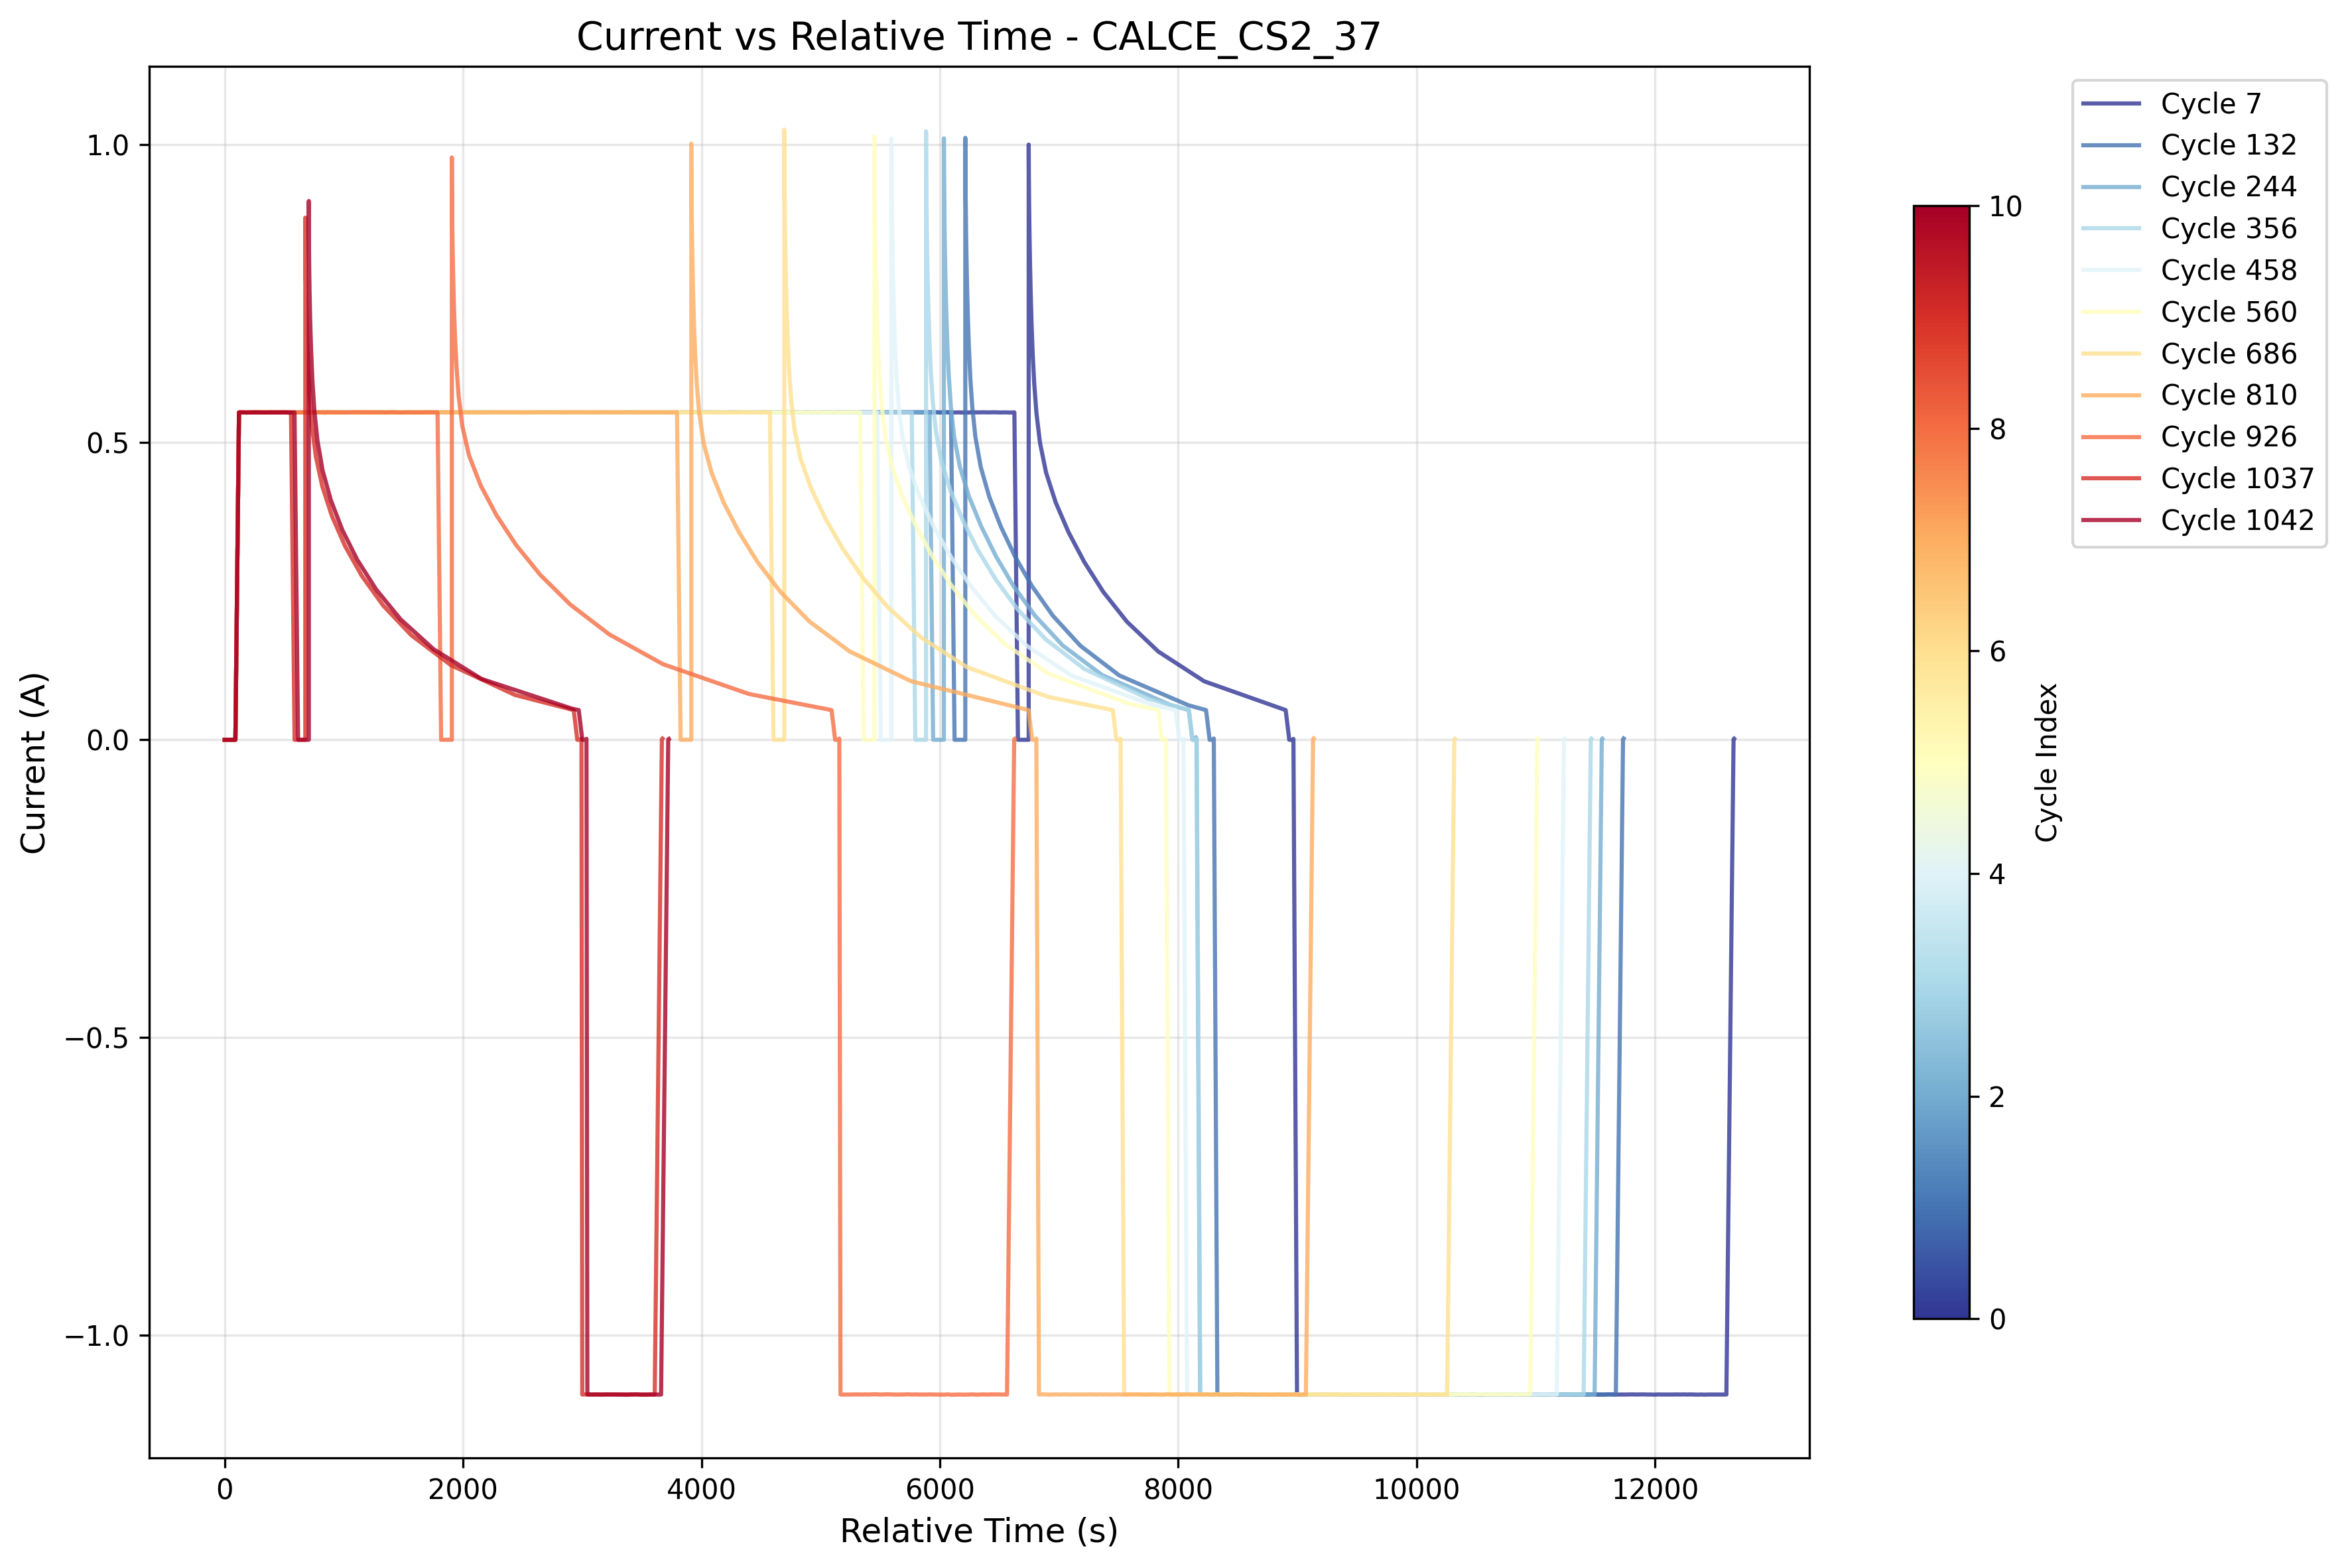 Current vs Relative Time - CALCE_CS2_37
Current (A)
1.0
0.5
0.0
−0.5
−1.0
0
2000
4000
6000
8000
10000
12000
Relative Time (s)
10
8
6
4
2
0
Cycle Index
Cycle 7
Cycle 132
Cycle 244
Cycle 356
Cycle 458
Cycle 560
Cycle 686
Cycle 810
Cycle 926
Cycle 1037
Cycle 1042